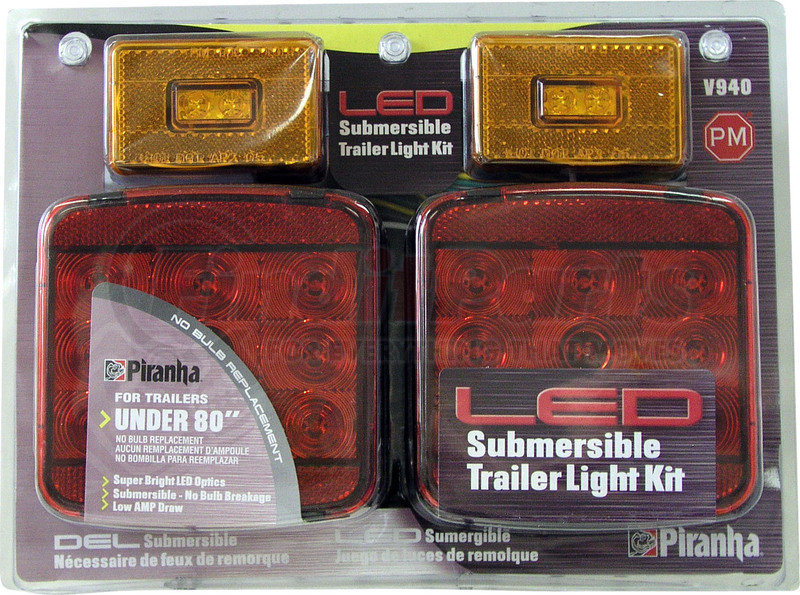 LED
Submersible
Trailer Light Kit
V940
PM
NO BULB REPLACEMENT
Piranha
FOR TRAILERS
UNDER 80"
NO BULB REPLACEMENT
AUCUN REMPLACEMENT D'AMPOULE
NO BOMBILLA PARA REEMPLAZAR
Super Bright LED Optics
Submersible - No Bulb Breakage
Low AMP Draw
LED
Submersible
Trailer Light Kit
DEL Submersible
Nécessaire de feux de remorque
LED Sumergible
Juego de luces de remolque
Piranha